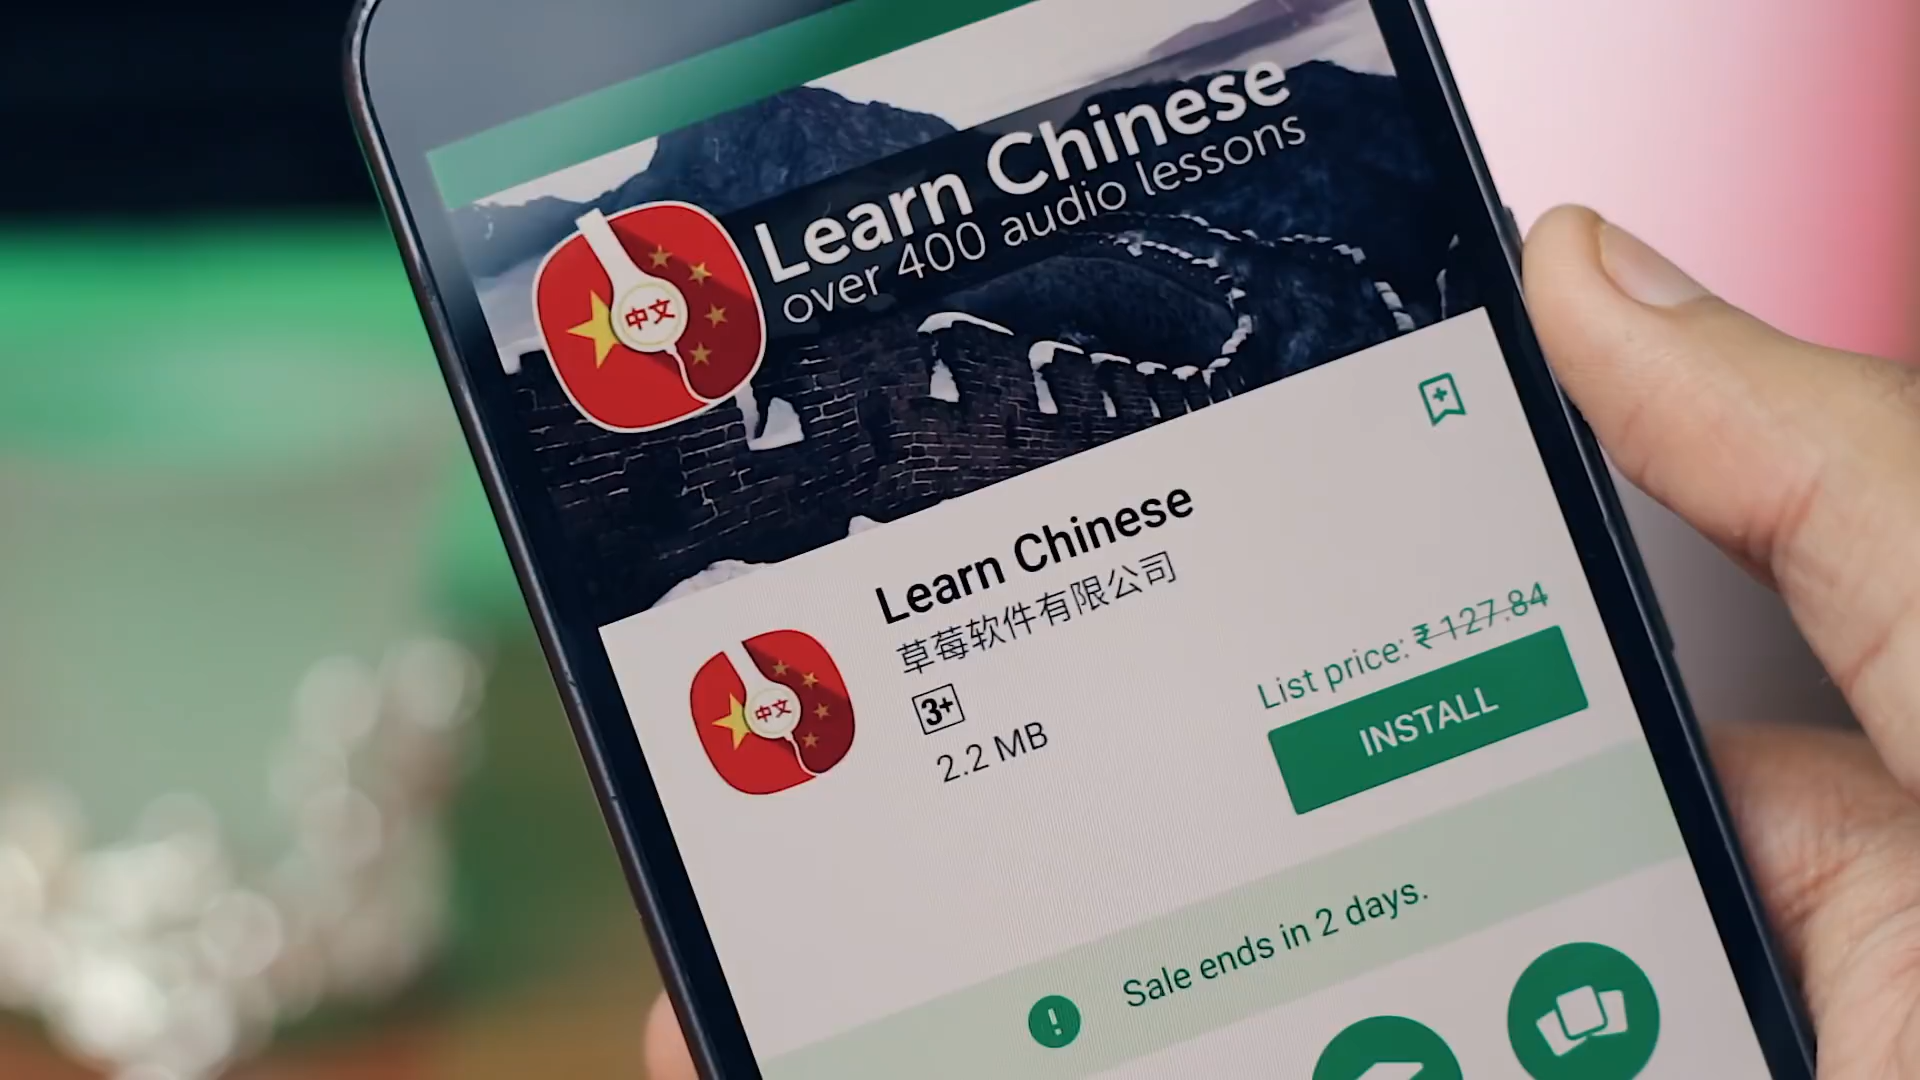 Learn Chinese
over 400 audio lessons
中文
Learn Chinese
草莓软件有限公司
中文
3+
2.2 MB
List price: ₹ 127.84
INSTALL
Sale ends in 2 days.